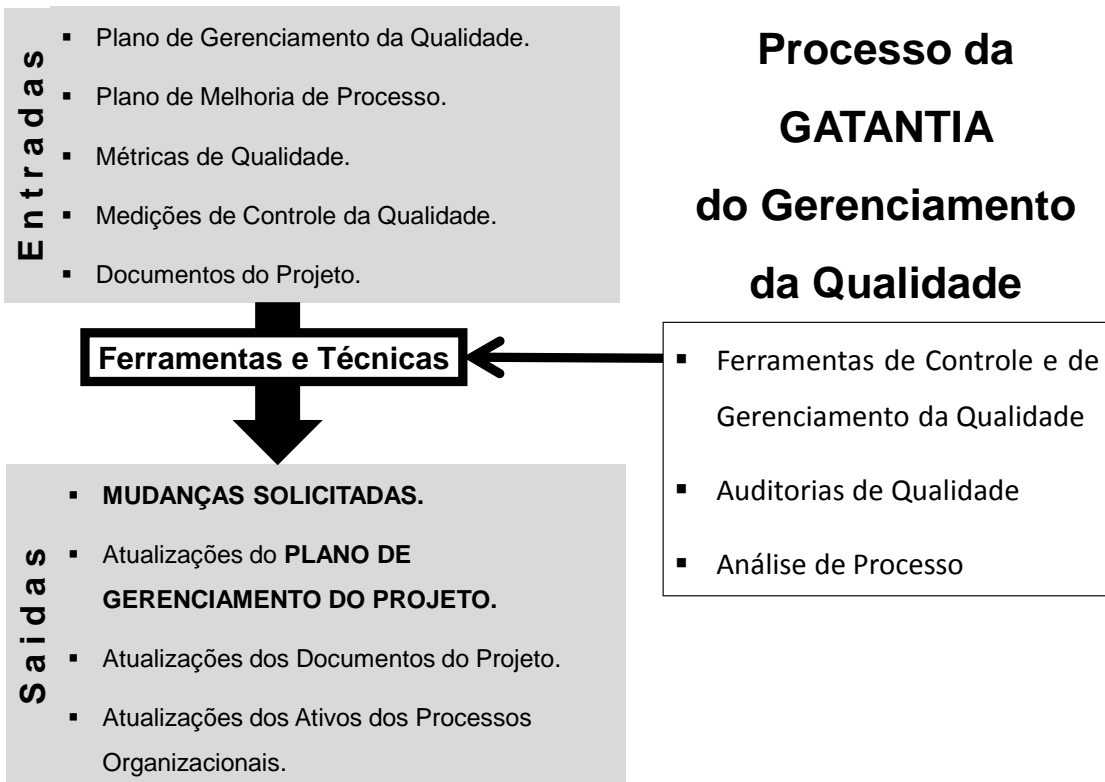 Entradas
▪ Plano de Gerenciamento da Qualidade.
▪ Plano de Melhoria de Processo.
▪ Métricas de Qualidade.
▪ Medições de Controle da Qualidade.
▪ Documentos do Projeto.
Processo da
GATANTIA
do Gerenciamento
da Qualidade
Ferramentas e Técnicas
▪ Ferramentas de Controle e de
Gerenciamento da Qualidade
▪ Auditorias de Qualidade
▪ Análise de Processo
Saidas
▪ MUDANÇAS SOLICITADAS.
▪ Atualizações do PLANO DE
GERENCIAMENTO DO PROJETO.
▪ Atualizações dos Documentos do Projeto.
▪ Atualizações dos Ativos dos Processos
Organizacionais.